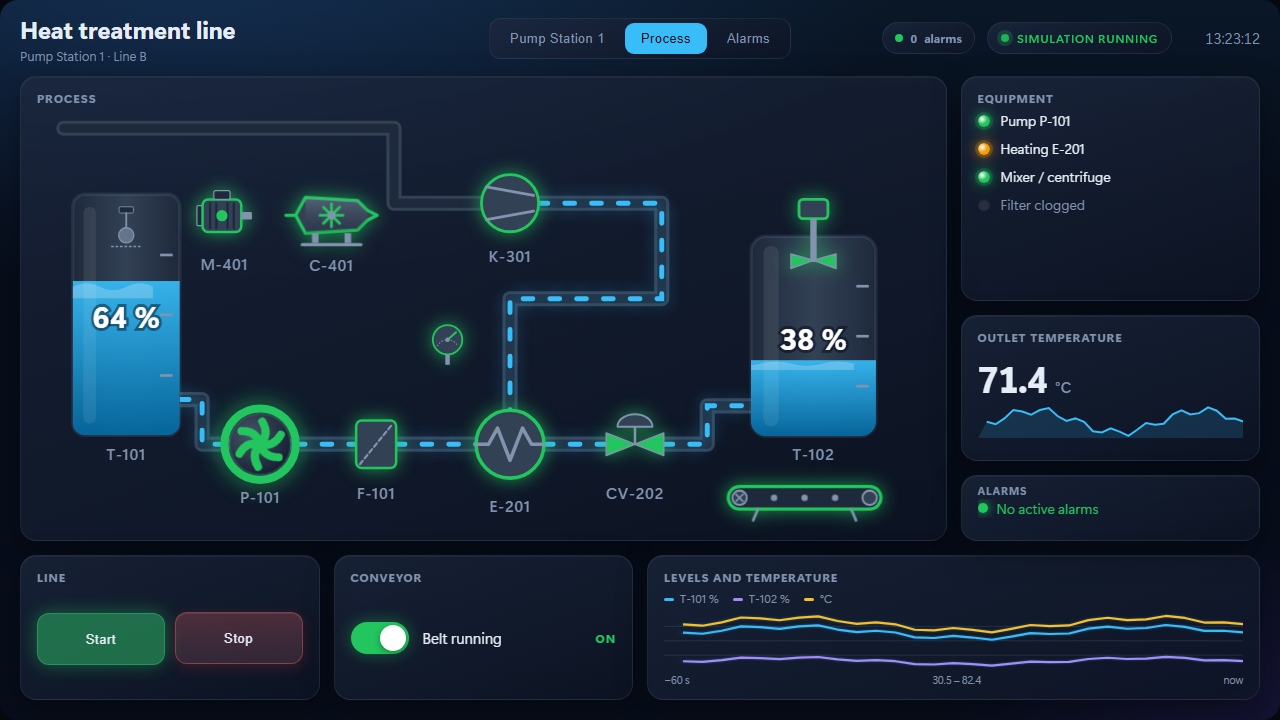 Heat treatment line
Pump Station 1 · Line B
Pump Station 1
Process
Alarms
0 alarms
SIMULATION RUNNING
13:23:12
PROCESS
M-401
C-401
K-301
64 %
38 %
T-101
P-101
F-101
E-201
CV-202
T-102
EQUIPMENT
Pump P-101
Heating E-201
Mixer / centrifuge
Filter clogged
OUTLET TEMPERATURE
71.4 °C
ALARMS
No active alarms
LINE
Start
Stop
CONVEYOR
Belt running
ON
LEVELS AND TEMPERATURE
T-101 %
T-102 %
°C
−60 s
30.5 – 82.4
now